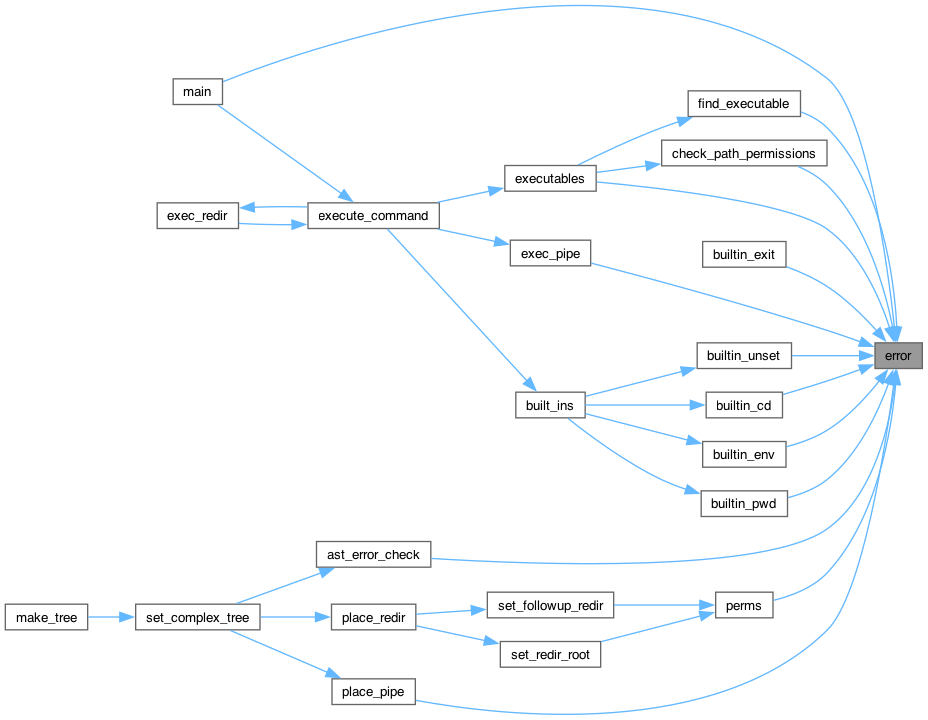 main
find_executable
check_path_permissions
executables
exec_redir
execute_command
exec_pipe
builtin_exit
error
builtin_unset
built_ins
builtin_cd
builtin_env
builtin_pwd
ast_error_check
make_tree
set_complex_tree
place_redir
set_followup_redir
perms
set_redir_root
place_pipe